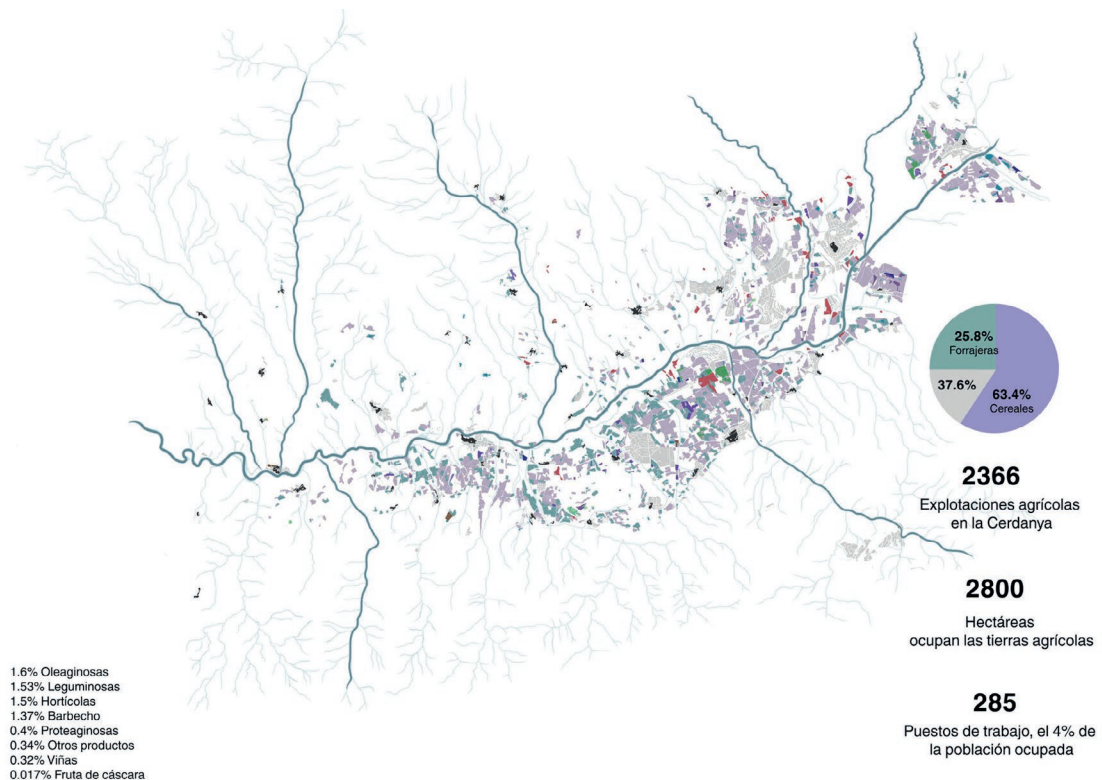 25.8%
Forrajeras
37.6%
63.4%
Cereales
2366
Explotaciones agrícolas
en la Cerdanya
2800
Hectáreas
ocupan las tierras agrícolas
285
Puestos de trabajo, el 4% de
la población ocupada
1.6% Oleaginosas
1.53% Leguminosas
1.5% Hortícolas
1.37% Barbecho
0.4% Proteaginosas
0.34% Otros productos
0.32% Viñas
0.017% Fruta de cáscara